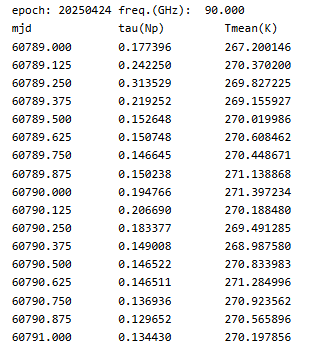 epoch: 20250424 freq.(GHz):  90.000
mjd tau(Np) Tmean(K)
60789.000 0.177396 267.200146
60789.125 0.242250 270.370200
60789.250 0.313529 269.827225
60789.375 0.219252 269.155927
60789.500 0.152648 270.019986
60789.625 0.150748 270.608462
60789.750 0.146645 270.448671
60789.875 0.150238 271.138868
60790.000 0.194766 271.397234
60790.125 0.206690 270.188480
60790.250 0.183377 269.491285
60790.375 0.149008 268.987580
60790.500 0.146522 270.833983
60790.625 0.146511 271.284996
60790.750 0.136936 270.923562
60790.875 0.129652 270.565896
60791.000 0.134430 270.197856